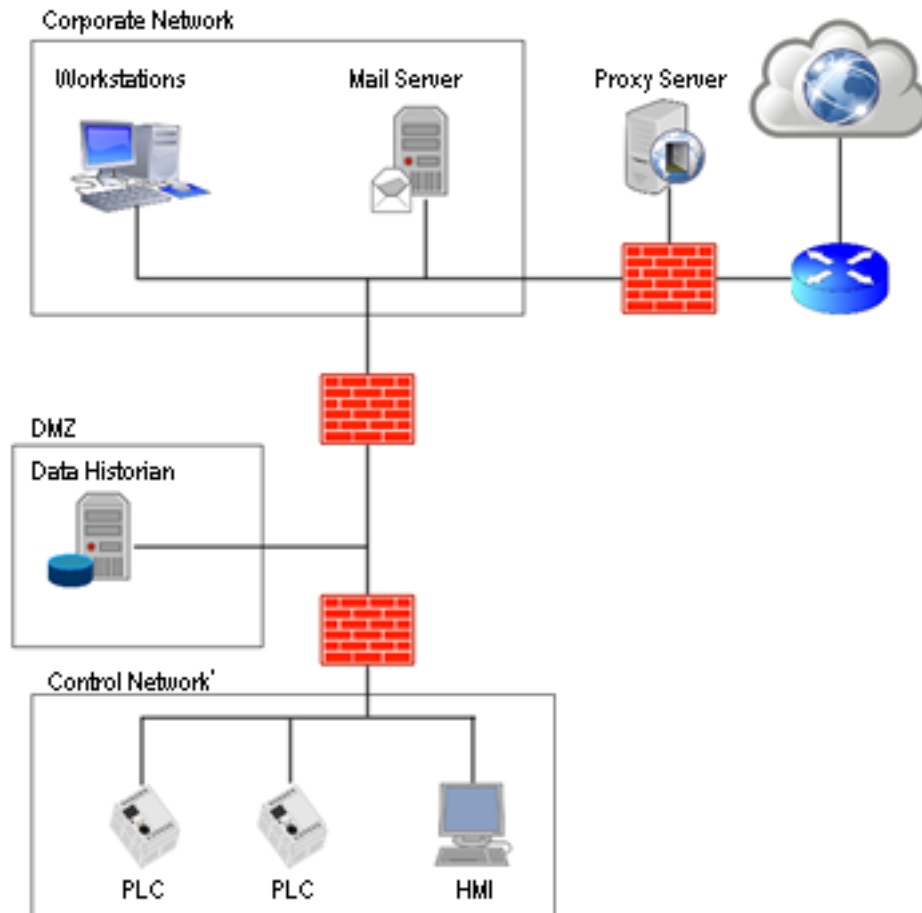 Corporate Network
Workstations
Mail Server
Proxy Server
DMZ
Data Historian
Control Network'
PLC
PLC
HMI